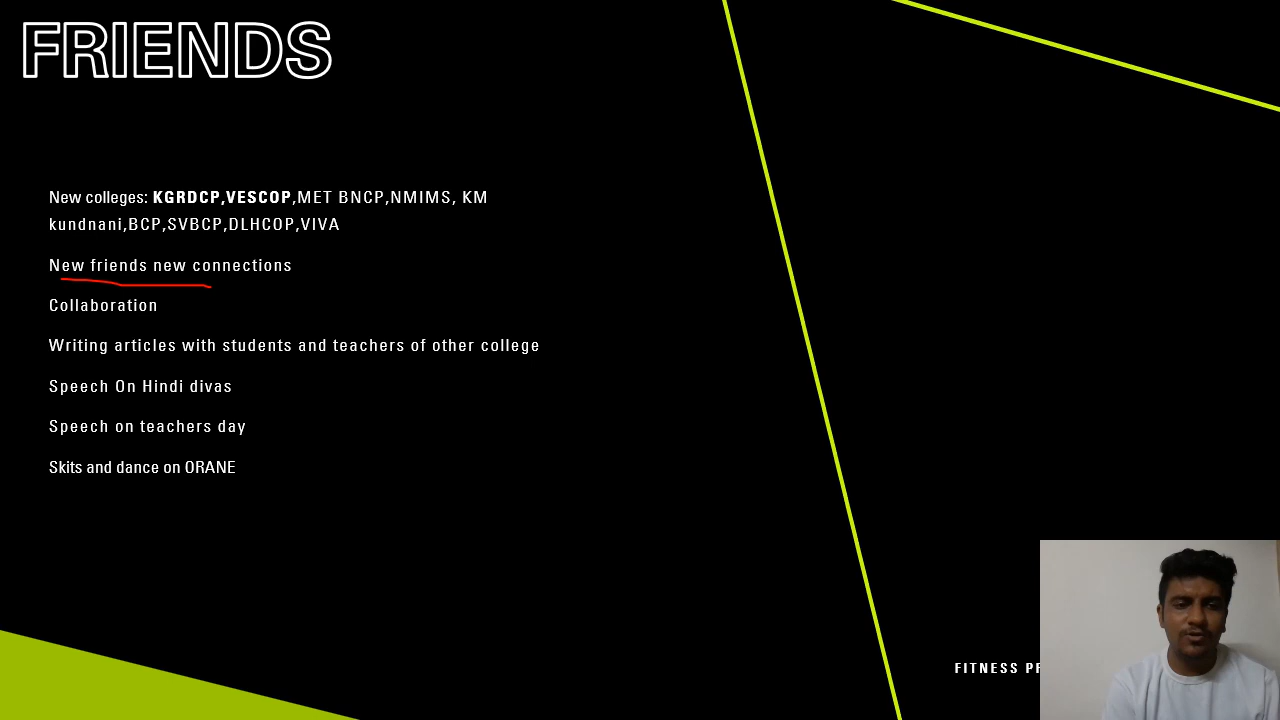 FRIENDS
New colleges: KGRDCP,VESCOP,MET BNCP,NMIMS, KM
kundnani,BCP,SVBCP,DLHCOP,VIVA
New friends new connections
Collaboration
Writing articles with students and teachers of other college
Speech On Hindi divas
Speech on teachers day
Skits and dance on ORANE
FITNESS